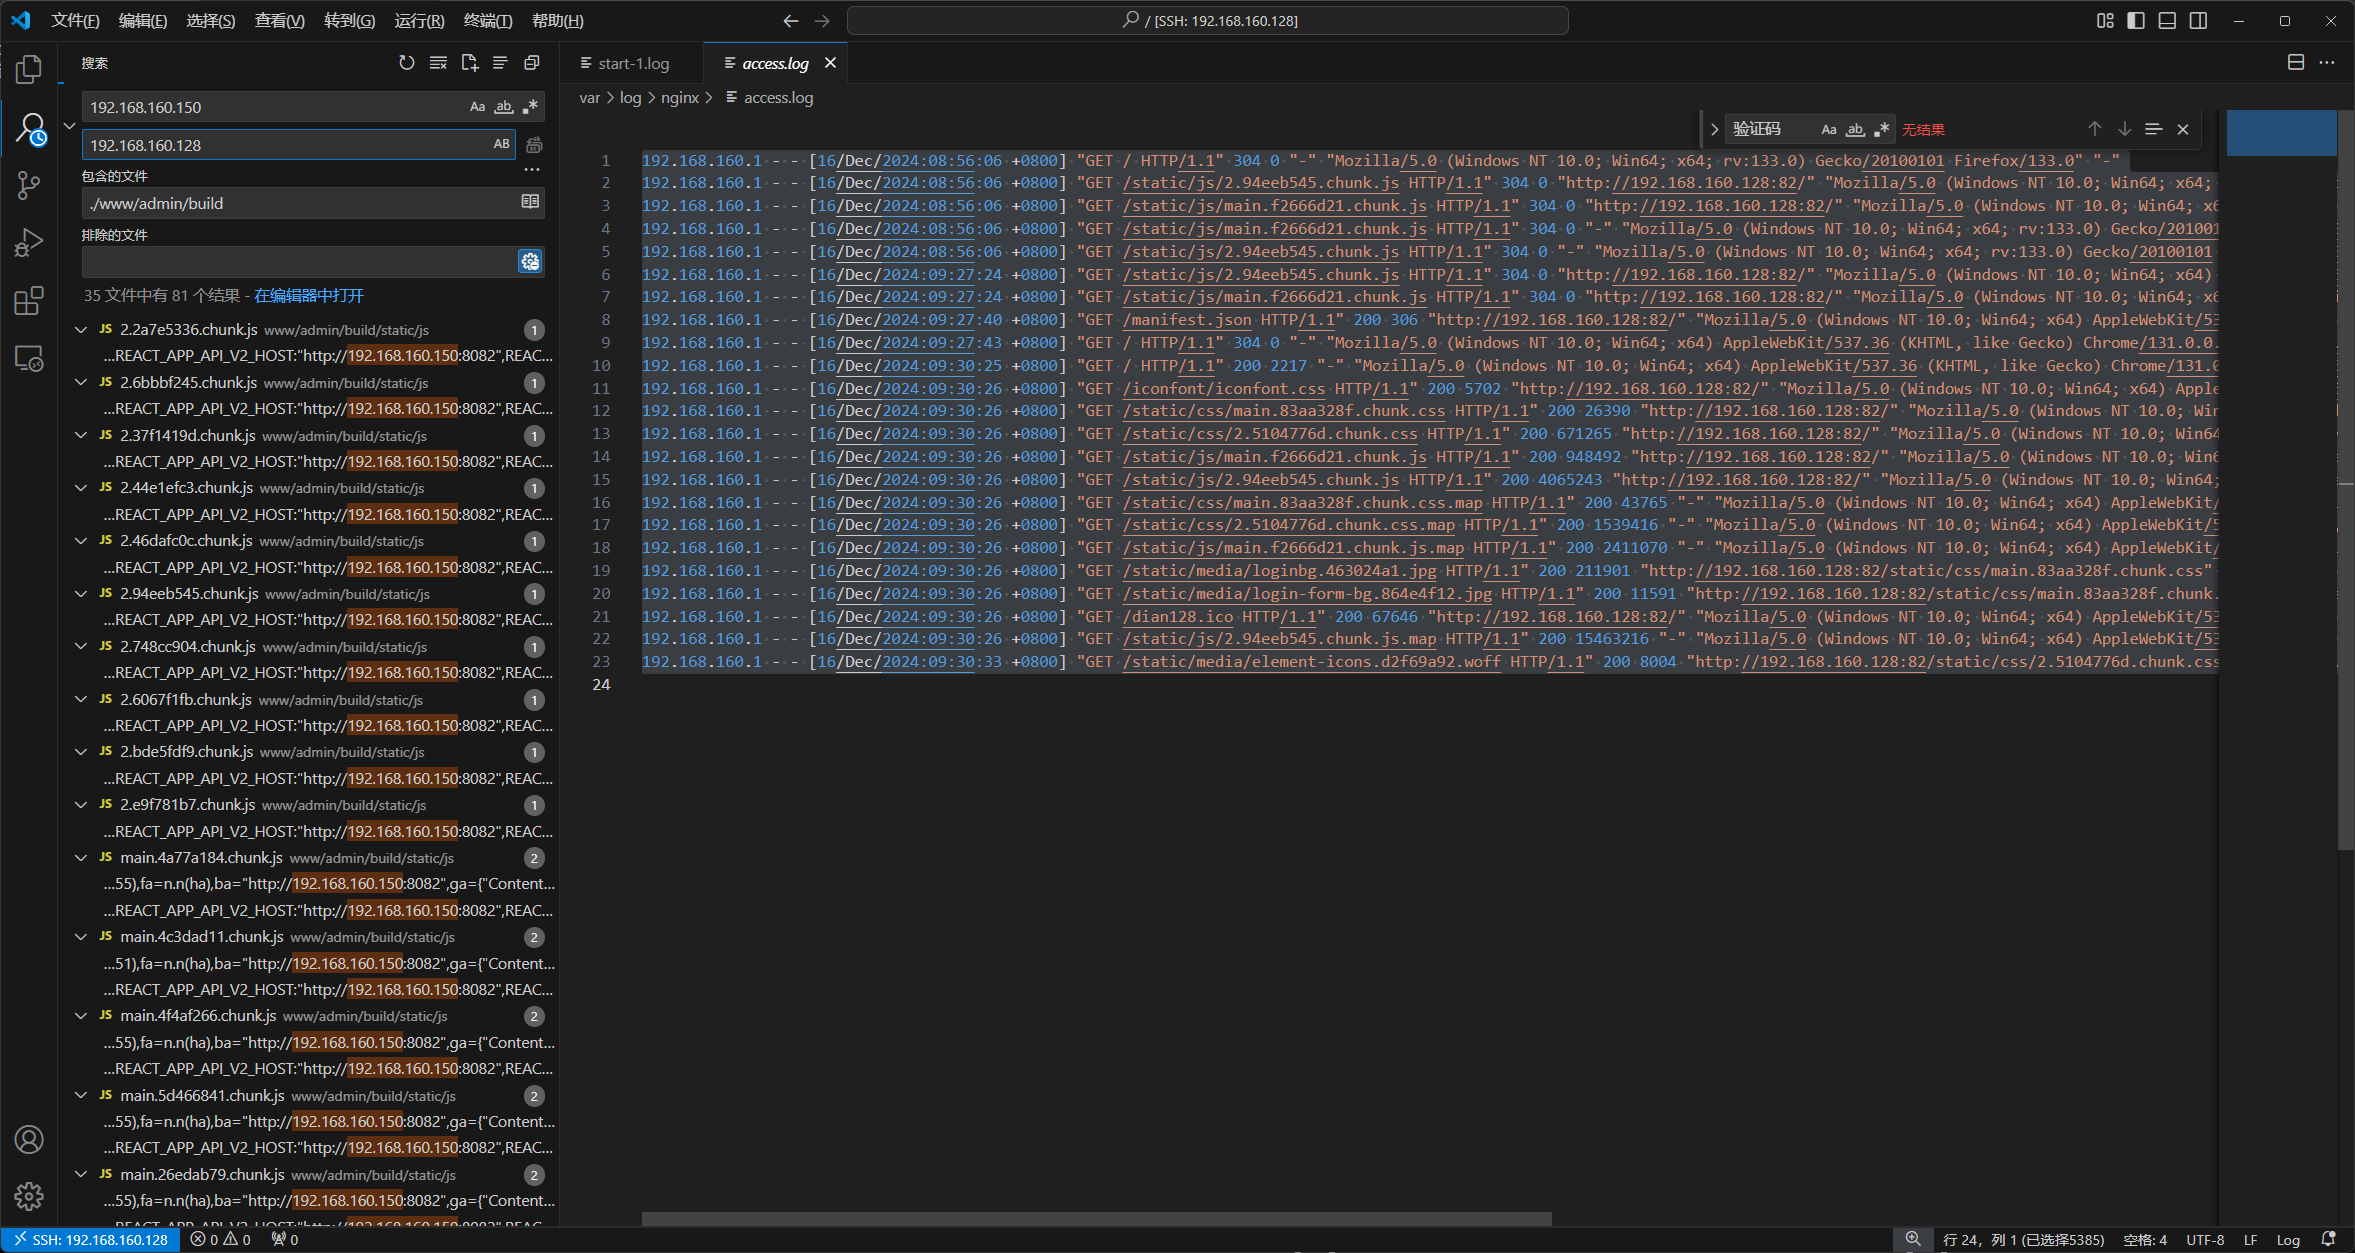 文件(F) 编辑(E) 选择(S) 查看(V) 转到(G) 运行(R) 终端(T) 帮助(H)
/ [SSH: 192.168.160.128]
搜索
192.168.160.150
Aa ab
192.168.160.128
AB
包含的文件
./www/admin/build
排除的文件
35 文件中有 81 个结果 - 在编辑器中打开
JS 2.2a7e5336.chunk.js www/admin/build/static/js 1
...REACT_APP_API_V2_HOST:"http://192.168.160.150:8082",REAC...
JS 2.6bbbf245.chunk.js www/admin/build/static/js 1
...REACT_APP_API_V2_HOST:"http://192.168.160.150:8082",REAC...
JS 2.37f1419d.chunk.js www/admin/build/static/js 1
...REACT_APP_API_V2_HOST:"http://192.168.160.150:8082",REAC...
JS 2.44e1efc3.chunk.js www/admin/build/static/js 1
...REACT_APP_API_V2_HOST:"http://192.168.160.150:8082",REAC...
JS 2.46dafc0c.chunk.js www/admin/build/static/js 1
...REACT_APP_API_V2_HOST:"http://192.168.160.150:8082",REAC...
JS 2.94eeb545.chunk.js www/admin/build/static/js 1
...REACT_APP_API_V2_HOST:"http://192.168.160.150:8082",REAC...
JS 2.748cc904.chunk.js www/admin/build/static/js 1
...REACT_APP_API_V2_HOST:"http://192.168.160.150:8082",REAC...
JS 2.6067f1fb.chunk.js www/admin/build/static/js 1
...REACT_APP_API_V2_HOST:"http://192.168.160.150:8082",REAC...
JS 2.bde5fdf9.chunk.js www/admin/build/static/js 1
...REACT_APP_API_V2_HOST:"http://192.168.160.150:8082",REAC...
JS 2.e9f781b7.chunk.js www/admin/build/static/js 1
...REACT_APP_API_V2_HOST:"http://192.168.160.150:8082",REAC...
JS main.4a77a184.chunk.js www/admin/build/static/js 2
...55),fa=n.n(ha),ba="http://192.168.160.150:8082",ga={"Content...
...REACT_APP_API_V2_HOST:"http://192.168.160.150:8082",REAC...
JS main.4c3dad11.chunk.js www/admin/build/static/js 2
...51),fa=n.n(ha),ba="http://192.168.160.150:8082",ga={"Content...
...REACT_APP_API_V2_HOST:"http://192.168.160.150:8082",REAC...
JS main.4f4af266.chunk.js www/admin/build/static/js 2
...55),fa=n.n(ha),ba="http://192.168.160.150:8082",ga={"Content...
...REACT_APP_API_V2_HOST:"http://192.168.160.150:8082",REAC...
JS main.5d466841.chunk.js www/admin/build/static/js 2
...55),fa=n.n(ha),ba="http://192.168.160.150:8082",ga={"Content...
...REACT_APP_API_V2_HOST:"http://192.168.160.150:8082",REAC...
JS main.26edab79.chunk.js www/admin/build/static/js 2
...55),fa=n.n(ha),ba="http://192.168.160.150:8082",ga={"Content...
start-1.log access.log
var > log > nginx > access.log
验证码 Aa ab 无结果
1 192.168.160.1 - - [16/Dec/2024:08:56:06 +0800] "GET / HTTP/1.1" 304 0 "-" "Mozilla/5.0 (Windows NT 10.0; Win64; x64; rv:133.0) Gecko/20100101 Firefox/133.0" "-"
2 192.168.160.1 - - [16/Dec/2024:08:56:06 +0800] "GET /static/js/2.94eeb545.chunk.js HTTP/1.1" 304 0 "http://192.168.160.128:82/" "Mozilla/5.0 (Windows NT 10.0; Win64; x64;
3 192.168.160.1 - - [16/Dec/2024:08:56:06 +0800] "GET /static/js/main.f2666d21.chunk.js HTTP/1.1" 304 0 "http://192.168.160.128:82/" "Mozilla/5.0 (Windows NT 10.0; Win64; x6
4 192.168.160.1 - - [16/Dec/2024:08:56:06 +0800] "GET /static/js/main.f2666d21.chunk.js HTTP/1.1" 304 0 "-" "Mozilla/5.0 (Windows NT 10.0; Win64; x64; rv:133.0) Gecko/20101
5 192.168.160.1 - - [16/Dec/2024:08:56:06 +0800] "GET /static/js/2.94eeb545.chunk.js HTTP/1.1" 304 0 "-" "Mozilla/5.0 (Windows NT 10.0; Win64; x64; rv:133.0) Gecko/20100101
6 192.168.160.1 - - [16/Dec/2024:09:27:24 +0800] "GET /static/js/2.94eeb545.chunk.js HTTP/1.1" 304 0 "http://192.168.160.128:82/" "Mozilla/5.0 (Windows NT 10.0; Win64; x64)
7 192.168.160.1 - - [16/Dec/2024:09:27:24 +0800] "GET /static/js/main.f2666d21.chunk.js HTTP/1.1" 304 0 "http://192.168.160.128:82/" "Mozilla/5.0 (Windows NT 10.0; Win64; x6
8 192.168.160.1 - - [16/Dec/2024:09:27:40 +0800] "GET /manifest.json HTTP/1.1" 200 306 "http://192.168.160.128:82/" "Mozilla/5.0 (Windows NT 10.0; Win64; x64) AppleWebKit/53
9 192.168.160.1 - - [16/Dec/2024:09:27:43 +0800] "GET / HTTP/1.1" 304 0 "-" "Mozilla/5.0 (Windows NT 10.0; Win64; x64) AppleWebKit/537.36 (KHTML, like Gecko) Chrome/131.0.0.
10 192.168.160.1 - - [16/Dec/2024:09:30:25 +0800] "GET / HTTP/1.1" 200 2217 "-" "Mozilla/5.0 (Windows NT 10.0; Win64; x64) AppleWebKit/537.36 (KHTML, like Gecko) Chrome/131.0
11 192.168.160.1 - - [16/Dec/2024:09:30:26 +0800] "GET /iconfont/iconfont.css HTTP/1.1" 200 5702 "http://192.168.160.128:82/" "Mozilla/5.0 (Windows NT 10.0; Win64; x64) Apple
12 192.168.160.1 - - [16/Dec/2024:09:30:26 +0800] "GET /static/css/main.83aa328f.chunk.css HTTP/1.1" 200 26390 "http://192.168.160.128:82/" "Mozilla/5.0 (Windows NT 10.0; Win
13 192.168.160.1 - - [16/Dec/2024:09:30:26 +0800] "GET /static/css/2.5104776d.chunk.css HTTP/1.1" 200 671265 "http://192.168.160.128:82/" "Mozilla/5.0 (Windows NT 10.0; Win64
14 192.168.160.1 - - [16/Dec/2024:09:30:26 +0800] "GET /static/js/main.f2666d21.chunk.js HTTP/1.1" 200 948492 "http://192.168.160.128:82/" "Mozilla/5.0 (Windows NT 10.0; Win6
15 192.168.160.1 - - [16/Dec/2024:09:30:26 +0800] "GET /static/js/2.94eeb545.chunk.js HTTP/1.1" 200 4065243 "http://192.168.160.128:82/" "Mozilla/5.0 (Windows NT 10.0; Win64;
16 192.168.160.1 - - [16/Dec/2024:09:30:26 +0800] "GET /static/css/main.83aa328f.chunk.css.map HTTP/1.1" 200 43765 "-" "Mozilla/5.0 (Windows NT 10.0; Win64; x64) AppleWebKit/
17 192.168.160.1 - - [16/Dec/2024:09:30:26 +0800] "GET /static/css/2.5104776d.chunk.css.map HTTP/1.1" 200 1539416 "-" "Mozilla/5.0 (Windows NT 10.0; Win64; x64) AppleWebKit/5
18 192.168.160.1 - - [16/Dec/2024:09:30:26 +0800] "GET /static/js/main.f2666d21.chunk.js.map HTTP/1.1" 200 2411070 "-" "Mozilla/5.0 (Windows NT 10.0; Win64; x64) AppleWebKit/
19 192.168.160.1 - - [16/Dec/2024:09:30:26 +0800] "GET /static/media/loginbg.463024a1.jpg HTTP/1.1" 200 211901 "http://192.168.160.128:82/static/css/main.83aa328f.chunk.css"
20 192.168.160.1 - - [16/Dec/2024:09:30:26 +0800] "GET /static/media/login-form-bg.864e4f12.jpg HTTP/1.1" 200 11591 "http://192.168.160.128:82/static/css/main.83aa328f.chunk.
21 192.168.160.1 - - [16/Dec/2024:09:30:26 +0800] "GET /dian128.ico HTTP/1.1" 200 67646 "http://192.168.160.128:82/" "Mozilla/5.0 (Windows NT 10.0; Win64; x64) AppleWebKit/53
22 192.168.160.1 - - [16/Dec/2024:09:30:26 +0800] "GET /static/js/2.94eeb545.chunk.js.map HTTP/1.1" 200 15463216 "-" "Mozilla/5.0 (Windows NT 10.0; Win64; x64) AppleWebKit/53
23 192.168.160.1 - - [16/Dec/2024:09:30:33 +0800] "GET /static/media/element-icons.d2f69a92.woff HTTP/1.1" 200 8004 "http://192.168.160.128:82/static/css/2.5104776d.chunk.css
24
SSH: 192.168.160.128 0 0 0 行 24，列 1 (已选择5385) 空格: 4 UTF-8 LF Log